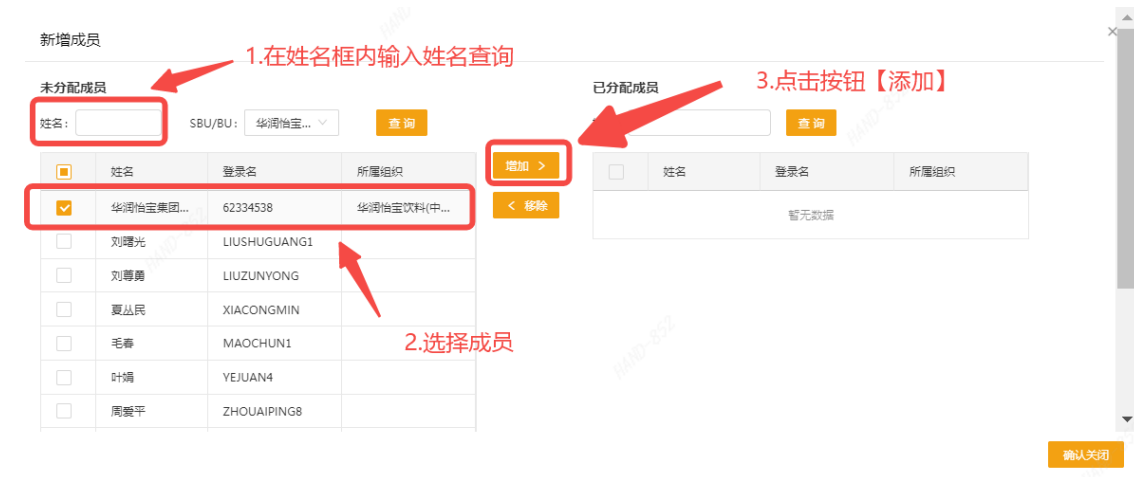 新增成员
1.在姓名框内输入姓名查询
未分配成员
已分配成员
3.点击按钮【添加】
姓名:
SBU/BU: 华润怡宝...
查 询
查 询
姓名 登录名 所属组织
增加 >
姓名 登录名 所属组织
华润怡宝集团... 62334538 华润怡宝饮料(中...
< 移除
暂无数据
刘曙光 LIUSHUGUANG1
刘尊勇 LIUZUNYONG
夏丛民 XIACONGMIN
毛春 MAOCHUN1
2.选择成员
叶娟 YEJUAN4
周爱平 ZHOUAIPING8
确认关闭
HAND-852